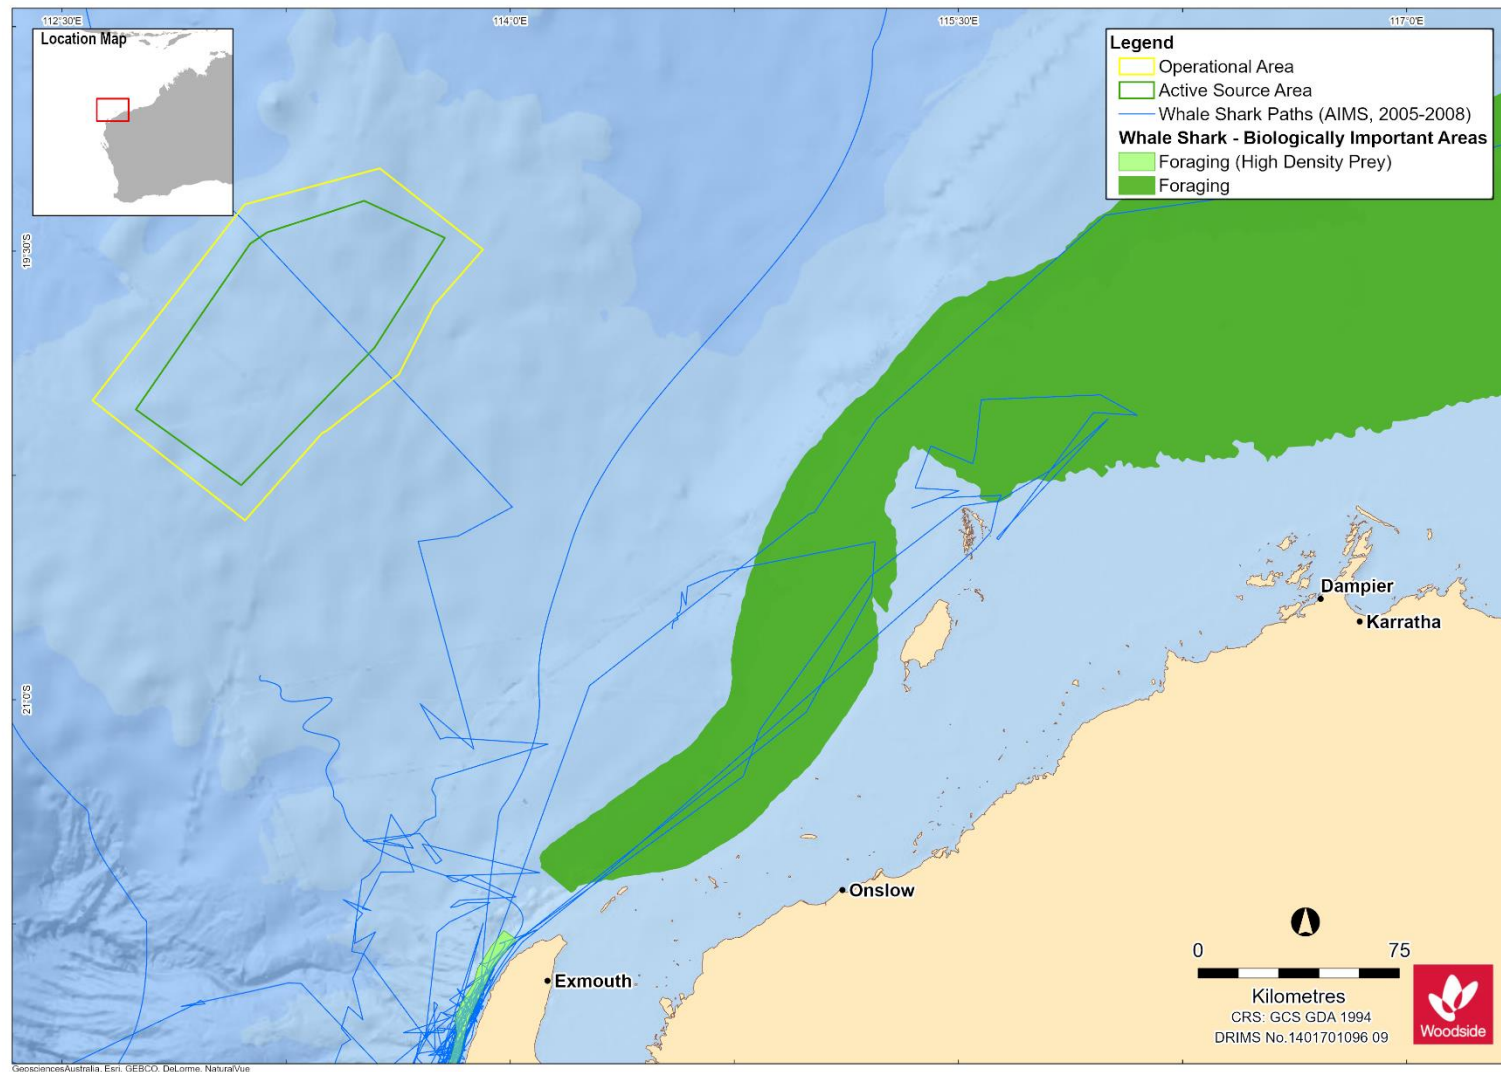 112°30'E
114°0'E
115°30'E
117°0'E
Location Map
Legend
Operational Area
Active Source Area
Whale Shark Paths (AIMS, 2005-2008)
Whale Shark - Biologically Important Areas
Foraging (High Density Prey)
Foraging
19°30'S
21°0'S
Dampier
Karratha
Onslow
Exmouth
0 75
Kilometres
CRS: GCS GDA 1994
DRIMS No.1401701096 09
Woodside
GeosciencesAustralia, Esri, GEBCO, DeLorme, NaturalVue